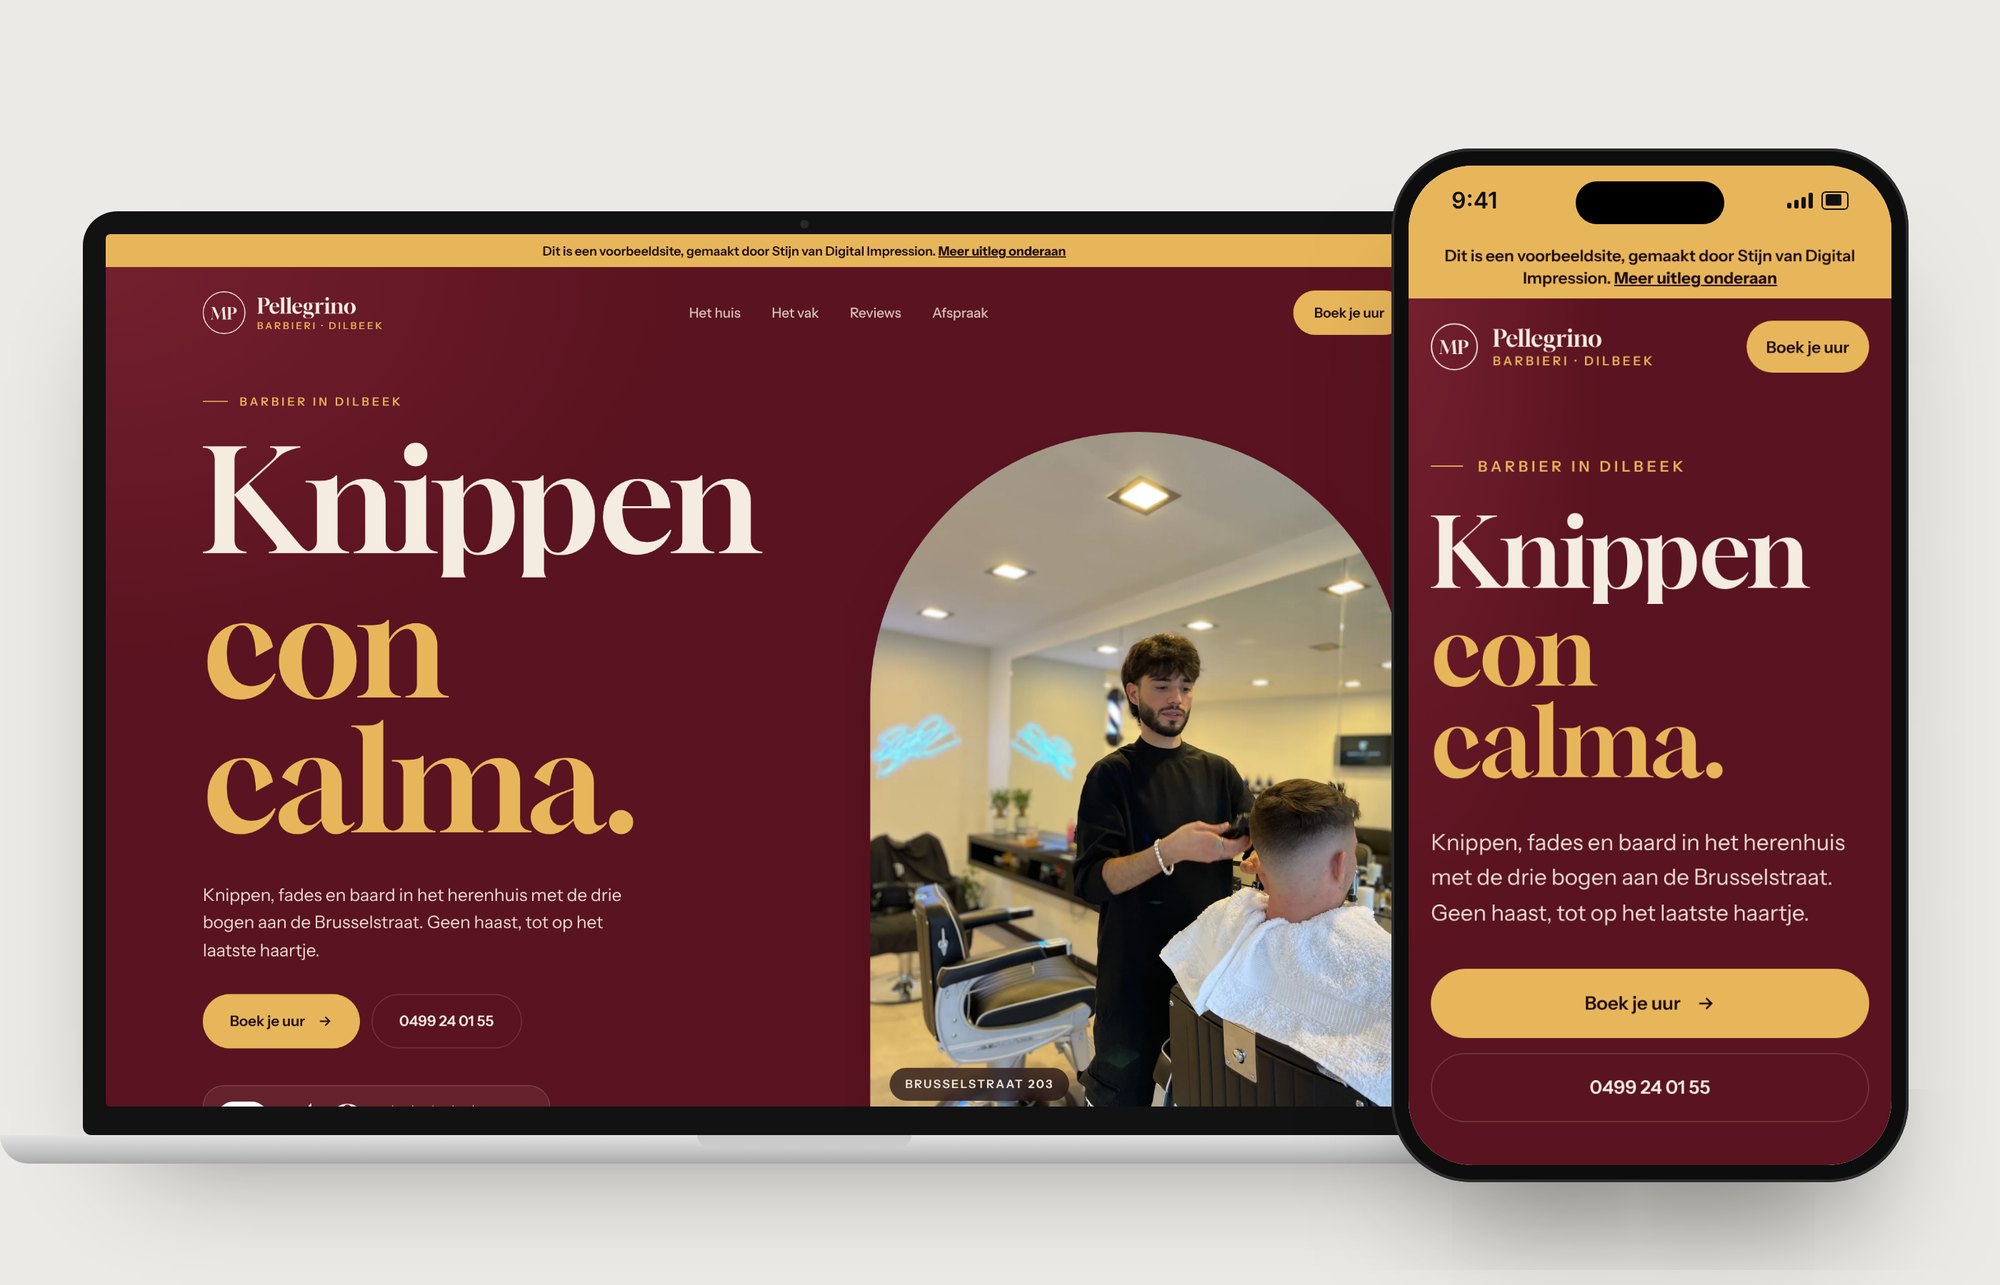 Dit is een voorbeeldsite, gemaakt door Stijn van Digital Impression. Meer uitleg onderaan
MP
Pellegrino
BARBIERI · DILBEEK
Het huis
Het vak
Reviews
Afspraak
Boek je uur
BARBIER IN DILBEEK
Knippen
con
calma.
Knippen, fades en baard in het herenhuis met de drie
bogen aan de Brusselstraat. Geen haast, tot op het
laatste haartje.
Boek je uur →
0499 24 01 55
BRUSSELSTRAAT 203
9:41
Dit is een voorbeeldsite, gemaakt door Stijn van Digital
Impression. Meer uitleg onderaan
MP
Pellegrino
BARBIERI · DILBEEK
Boek je uur
BARBIER IN DILBEEK
Knippen
con
calma.
Knippen, fades en baard in het herenhuis
met de drie bogen aan de Brusselstraat.
Geen haast, tot op het laatste haartje.
Boek je uur →
0499 24 01 55